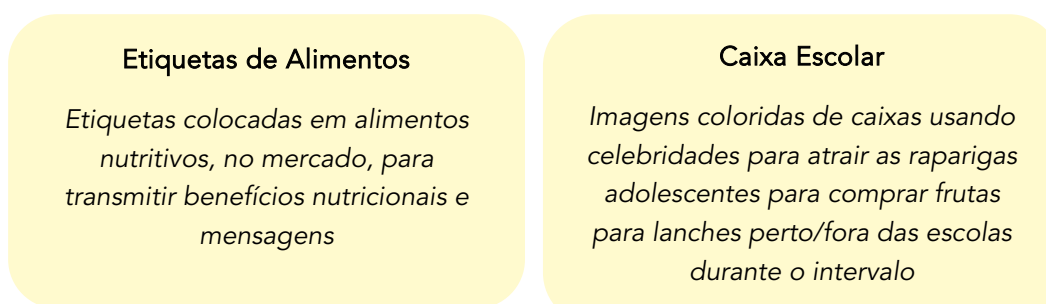 Etiquetas de Alimentos
Etiquetas colocadas em alimentos
nutritivos, no mercado, para
transmitir benefícios nutricionais e
mensagens
Caixa Escolar
Imagens coloridas de caixas usando
celebridades para atrair as raparigas
adolescentes para comprar frutas
para lanches perto/fora das escolas
durante o intervalo